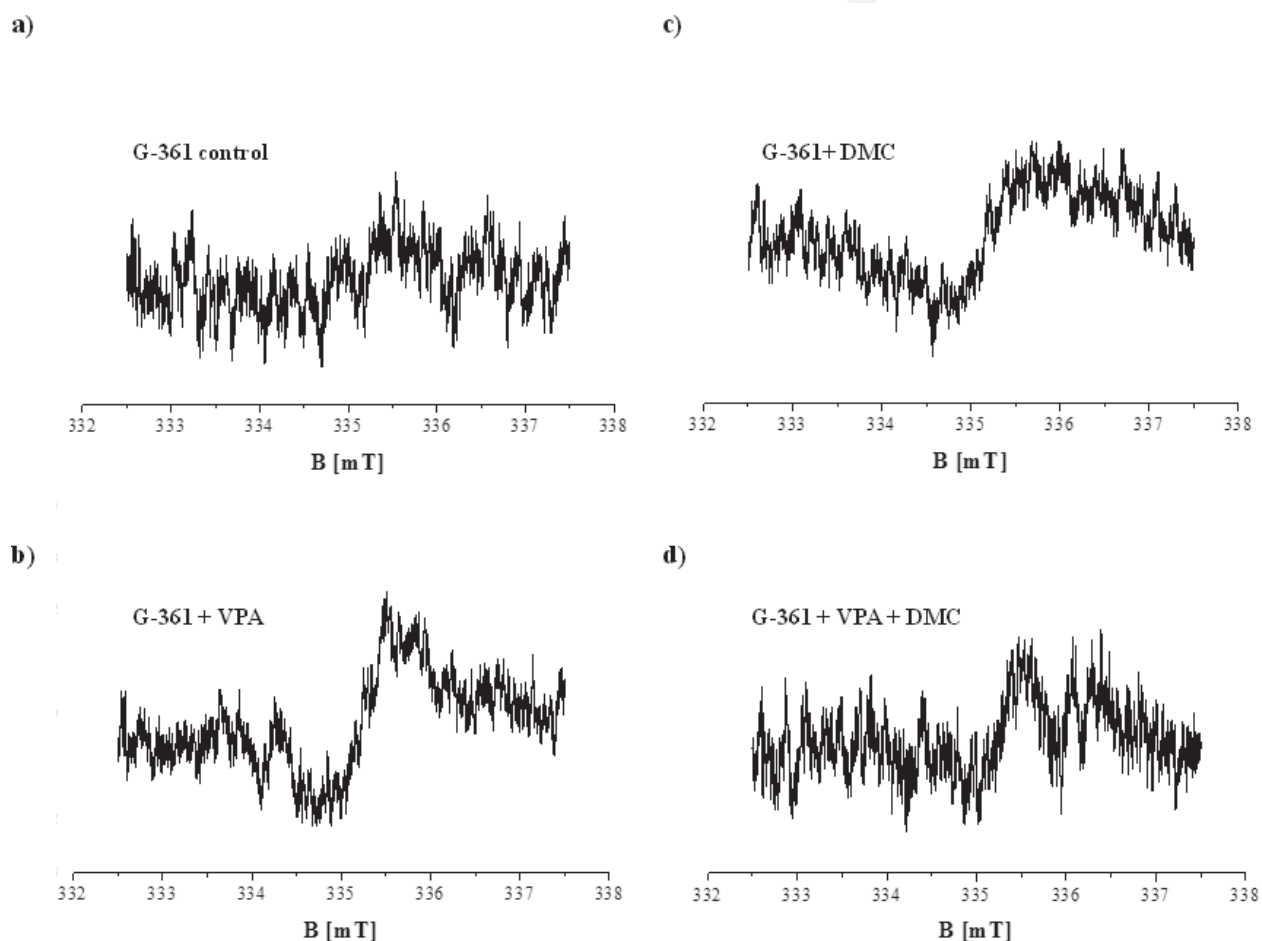 a)
G-361 control
332 333 334 335 336 337 338
B [mT]
b)
G-361 + VPA
332 333 334 335 336 337 338
B [mT]
c)
G-361+ DMC
332 333 334 335 336 337 338
B [mT]
d)
G-361 + VPA + DMC
332 333 334 335 336 337 338
B [mT]